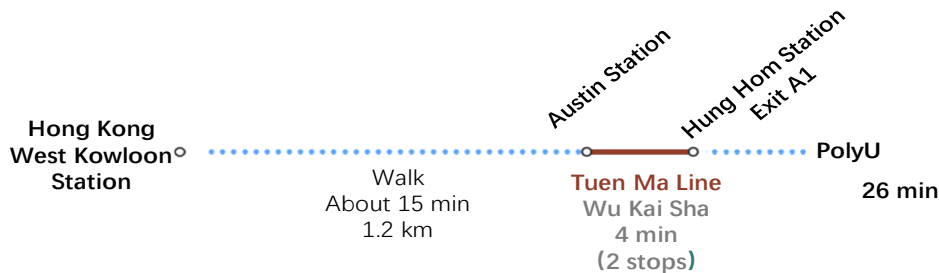 Hong Kong
West Kowloon
Station
Walk
About 15 min
1.2 km
Austin Station
Tuen Ma Line
Wu Kai Sha
4 min
(2 stops)
Hung Hom Station
Exit A1
PolyU
26 min